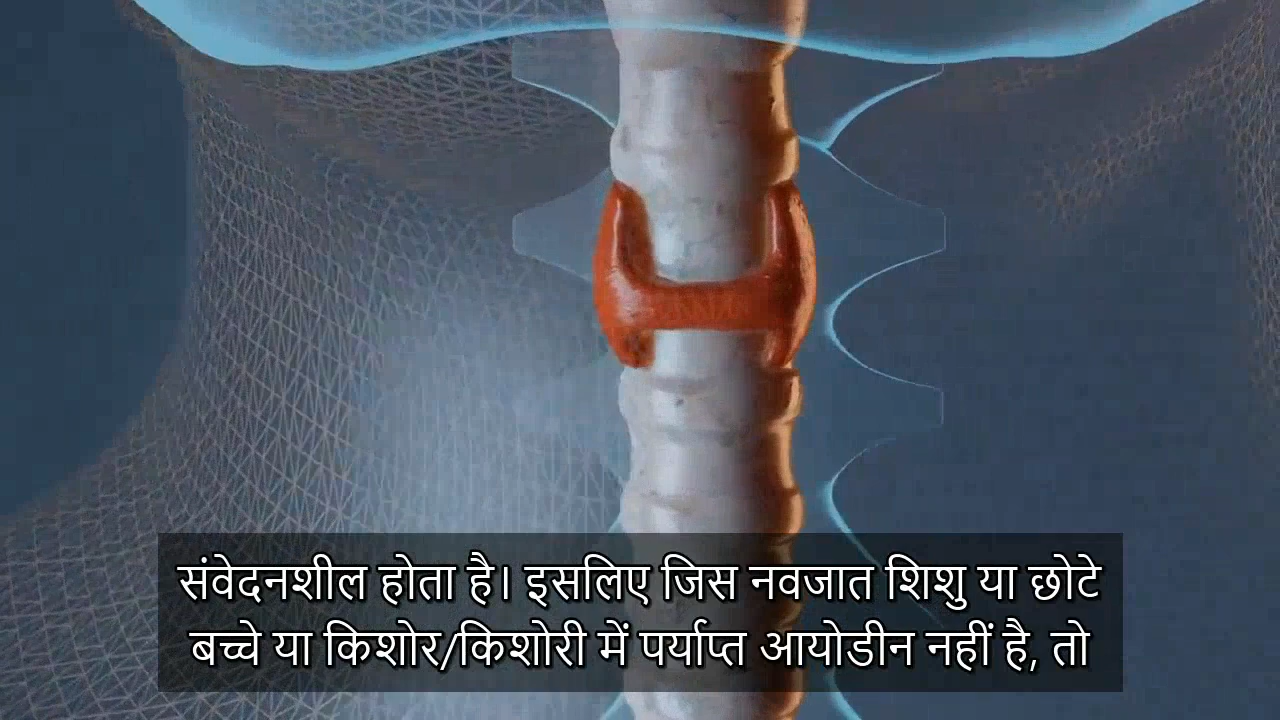 संवेदनशील होता है। इसलिए जिस नवजात शिशु या छोटे
बच्चे या किशोर/किशोरी में पर्याप्त आयोडीन नहीं है, तो